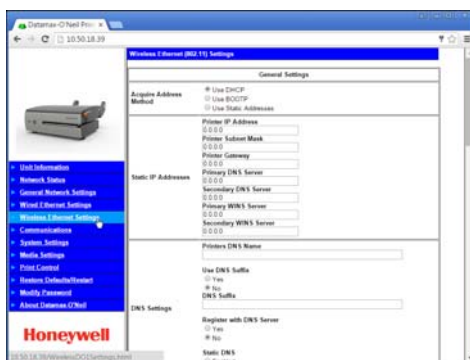 Datamax-O'Neil Prin
10.50.18.39
Wireless Ethernet (802.11) Settings
General Settings
Acquire Address Method
Use DHCP
Use BOOTP
Use Static Addresses
Static IP Addresses
Printer IP Address
0.0.0.0
Printer Subnet Mask
0.0.0.0
Printer Gateway
0.0.0.0
Primary DNS Server
0.0.0.0
Secondary DNS Server
0.0.0.0
Primary WINS Server
0.0.0.0
Secondary WINS Server
0.0.0.0
DNS Settings
Printers DNS Name
Use DNS Suffix
Yes
No
DNS Suffix
Register with DNS Server
Yes
No
Static DNS
Unit Information
Network Status
General Network Settings
Wired Ethernet Settings
Wireless Ethernet Settings
Communications
System Settings
Media Settings
Print Control
Restore Defaults/Restart
Modify Password
About Datamax-O'Neil
Honeywell
10.50.18.39/WirelessDO1Settings.html